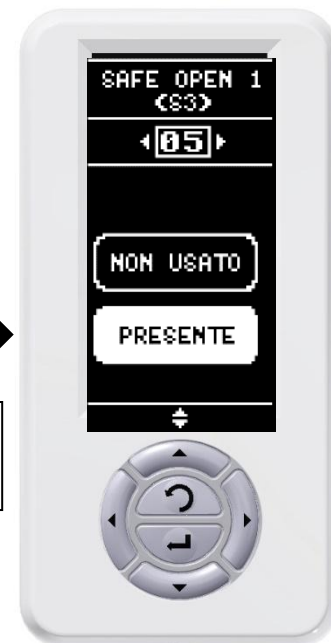 SAFE OPEN 1
(S3)
05
NON USATO
PRESENTE